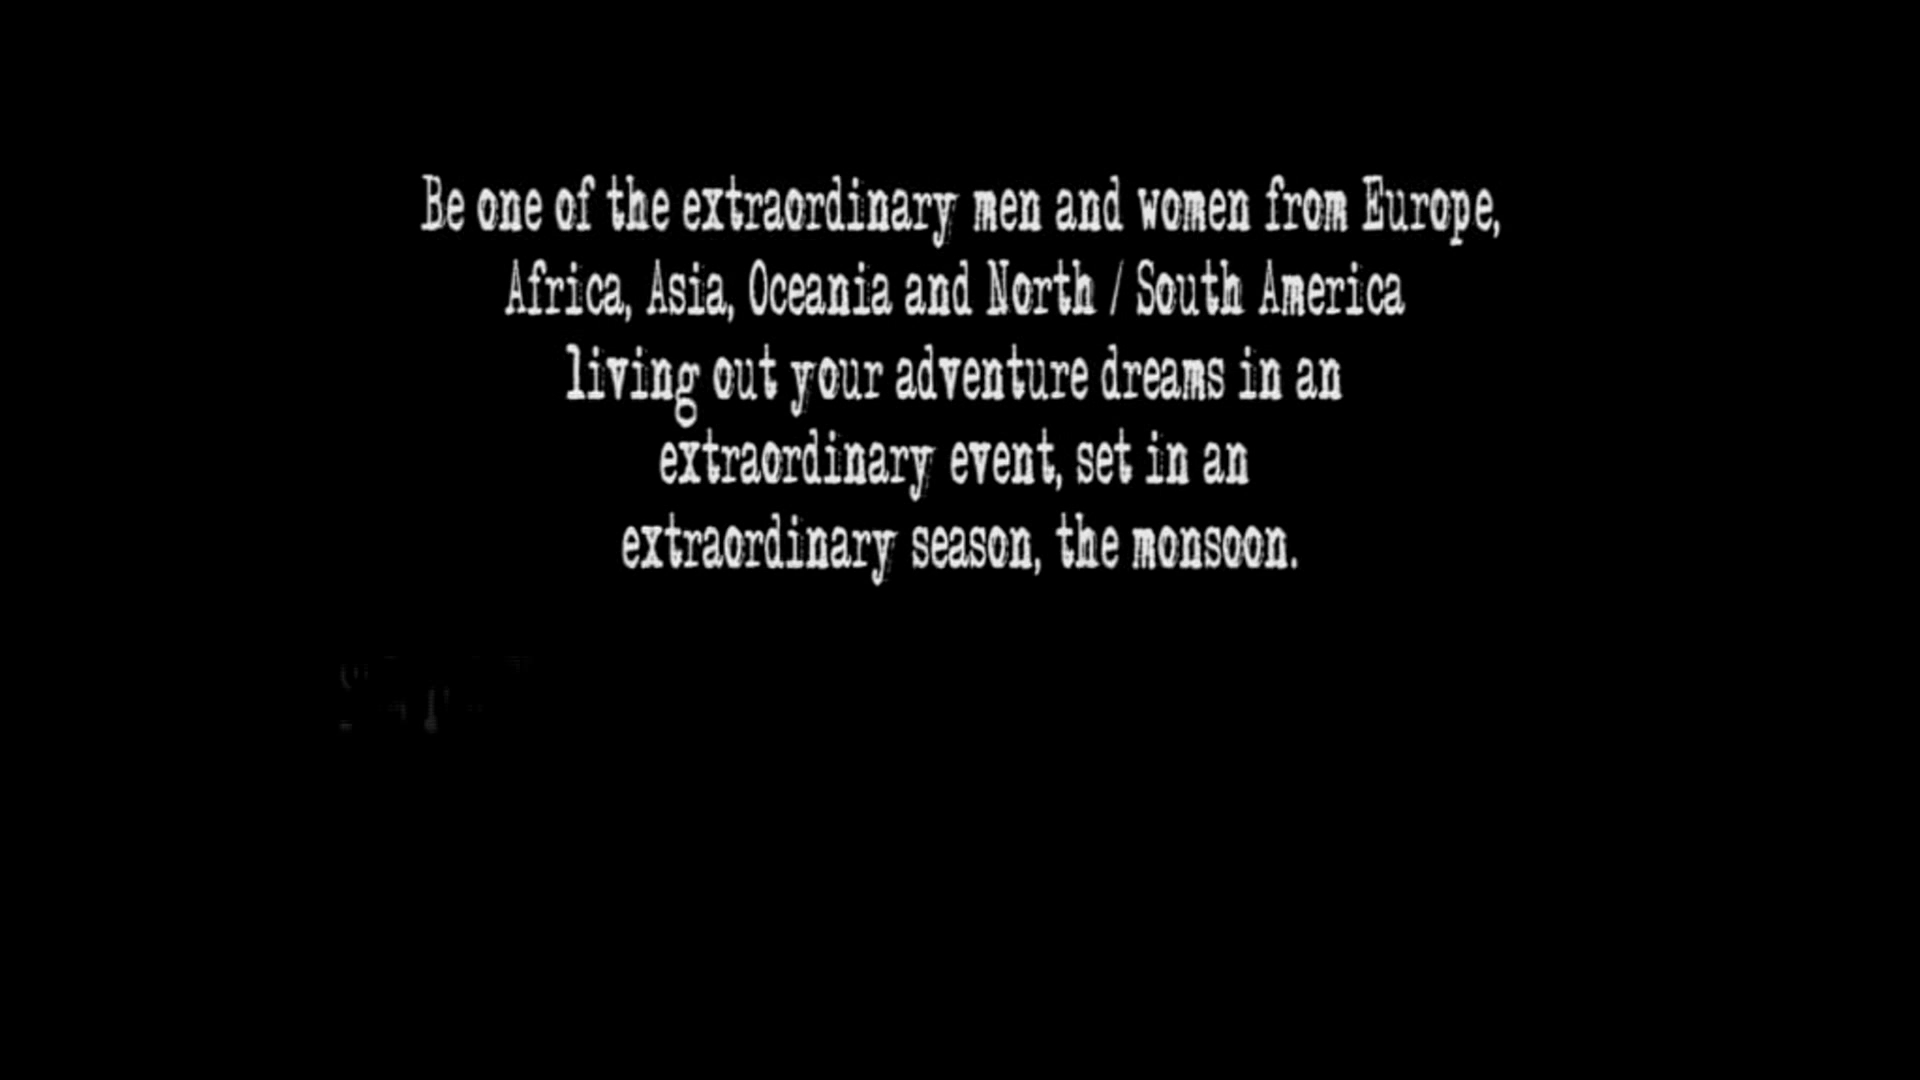 Be one of the extraordinary men and women from Europe,
Africa, Asia, Oceania and North / South America
living out your adventure dreams in an
extraordinary event, set in an
extraordinary season, the monsoon.